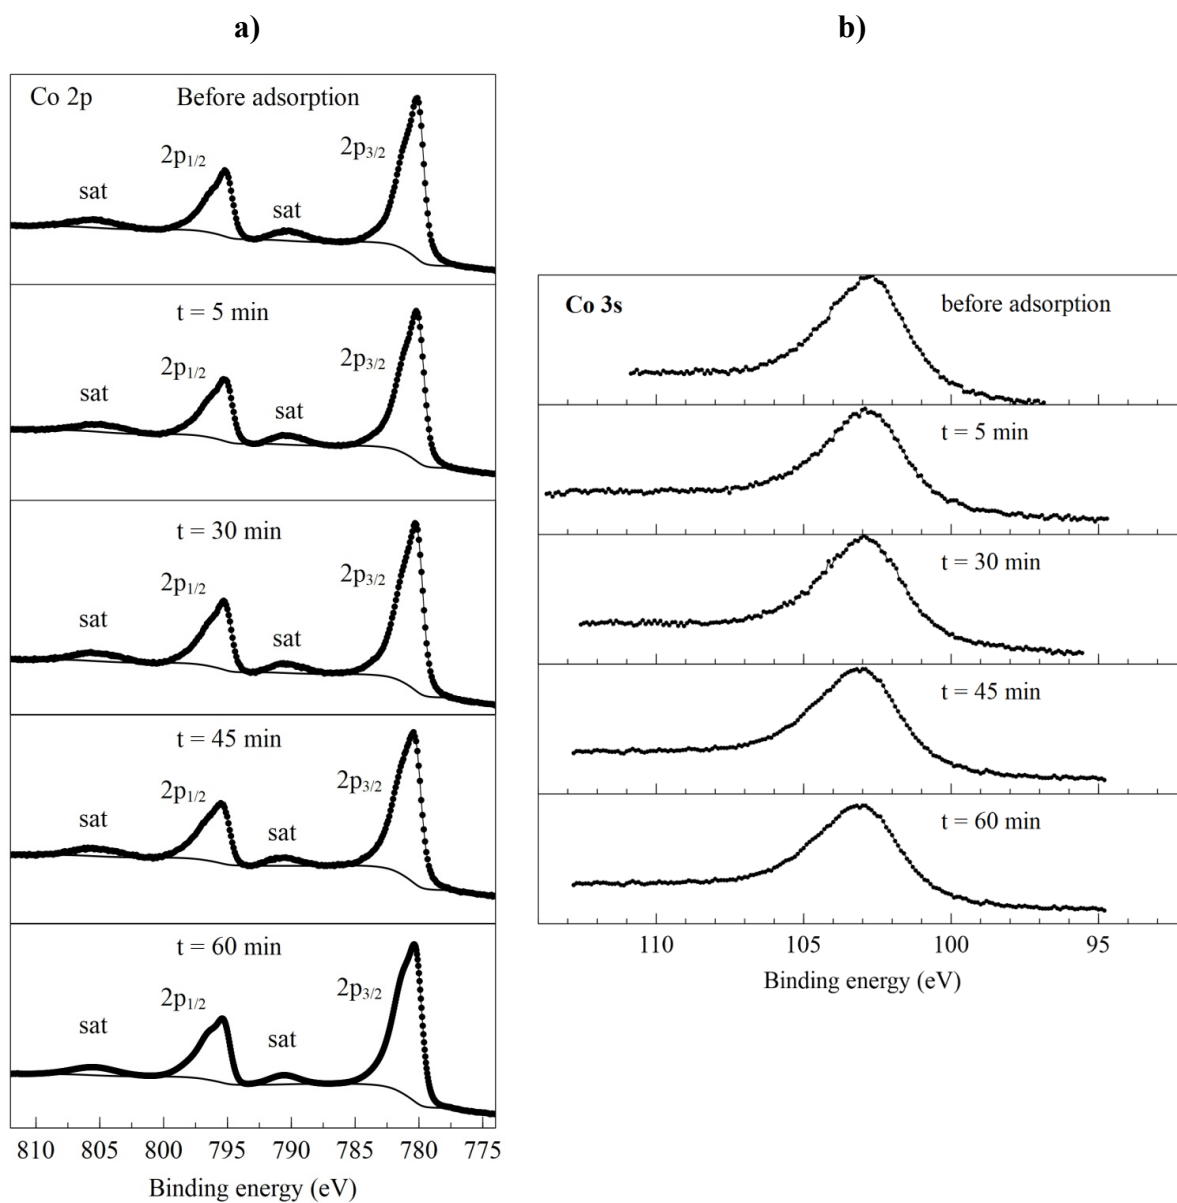 a)
b)
Co 2p
Before adsorption
2p1/2
2p3/2
sat
sat
t = 5 min
2p1/2
2p3/2
sat
sat
t = 30 min
2p1/2
2p3/2
sat
sat
t = 45 min
2p1/2
2p3/2
sat
sat
t = 60 min
2p1/2
2p3/2
sat
sat
810 805 800 795 790 785 780 775
Binding energy (eV)
Co 3s
before adsorption
t = 5 min
t = 30 min
t = 45 min
t = 60 min
110 105 100 95
Binding energy (eV)